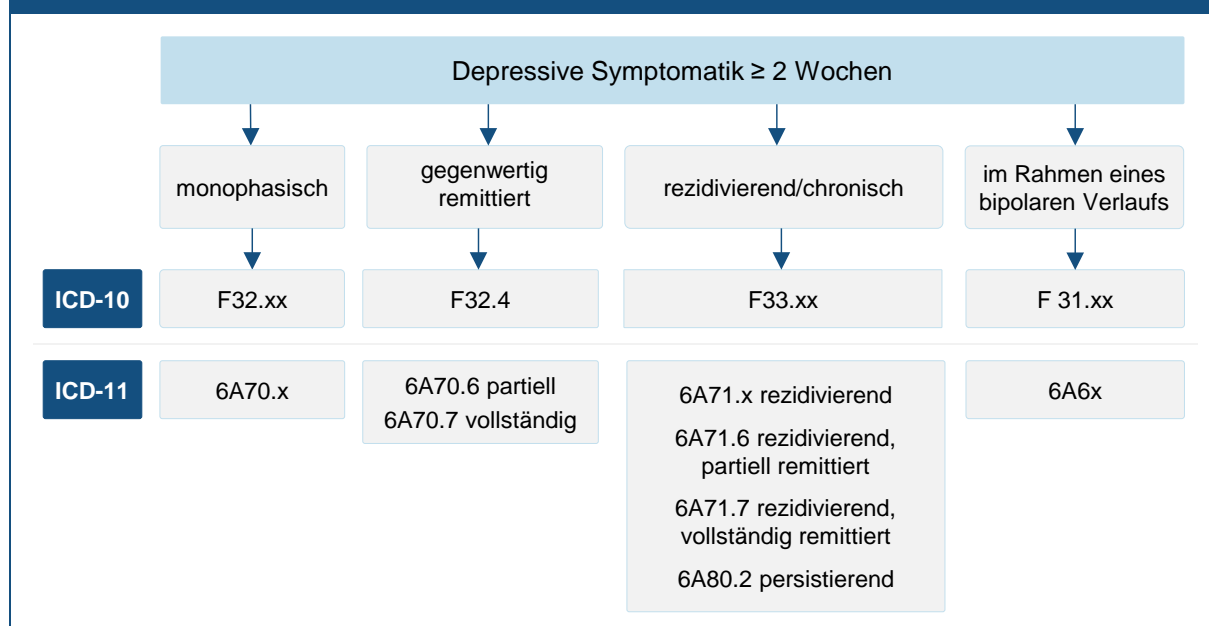 Depressive Symptomatik ≥ 2 Wochen
monophasisch
gegenwertig
remittiert
rezidivierend/chronisch
im Rahmen eines
bipolaren Verlaufs
ICD-10
F32.xx
F32.4
F33.xx
F 31.xx
ICD-11
6A70.x
6A70.6 partiell
6A70.7 vollständig
6A71.x rezidivierend
6A71.6 rezidivierend,
partiell remittiert
6A71.7 rezidivierend,
vollständig remittiert
6A80.2 persistierend
6A6x